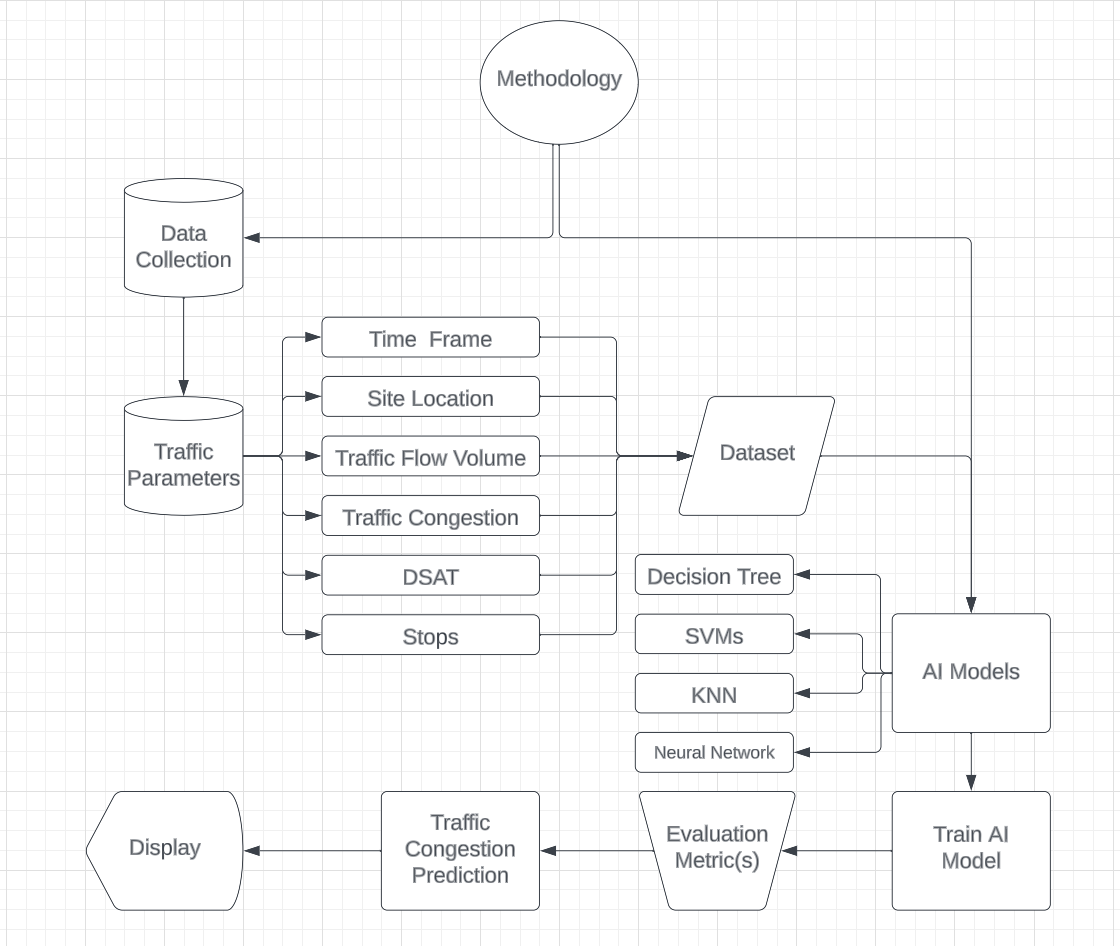 Methodology
Data
Collection
Time  Frame
Site Location
Traffic
Parameters
Traffic Flow Volume
Dataset
Traffic Congestion
DSAT
Stops
Decision Tree
SVMs
AI Models
KNN
Neural Network
Display
Traffic
Congestion
Prediction
Evaluation
Metric(s)
Train AI
Model